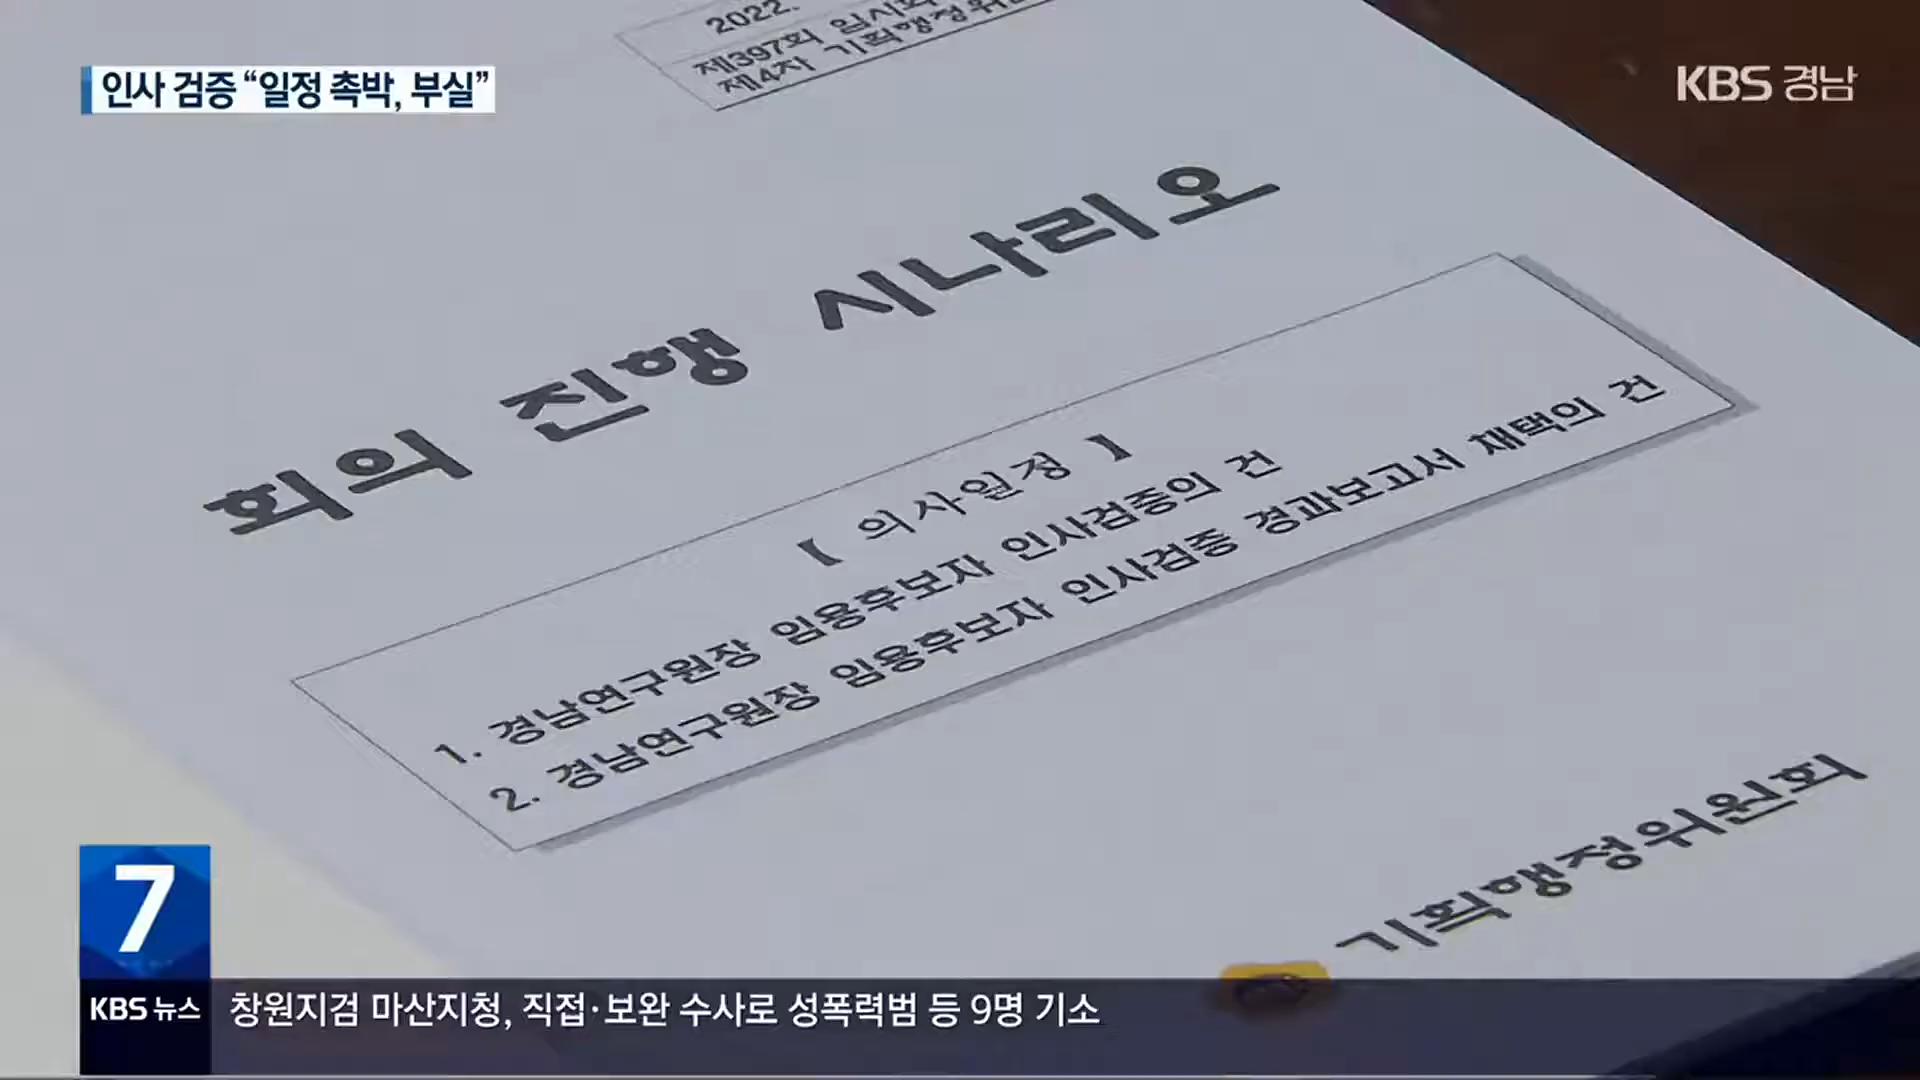 인사 검증 “일정 촉박, 부실”
KBS 경남
2022.
제397회 임시회
제4차 기획행정위원
회의 진행 시나리오
【 의사일정 】
1. 경남연구원장 임용후보자 인사검증의 건
2. 경남연구원장 임용후보자 인사검증 경과보고서 채택의 건
기획행정위원회
7
KBS 뉴스
창원지검 마산지청, 직접·보완 수사로 성폭력범 등 9명 기소